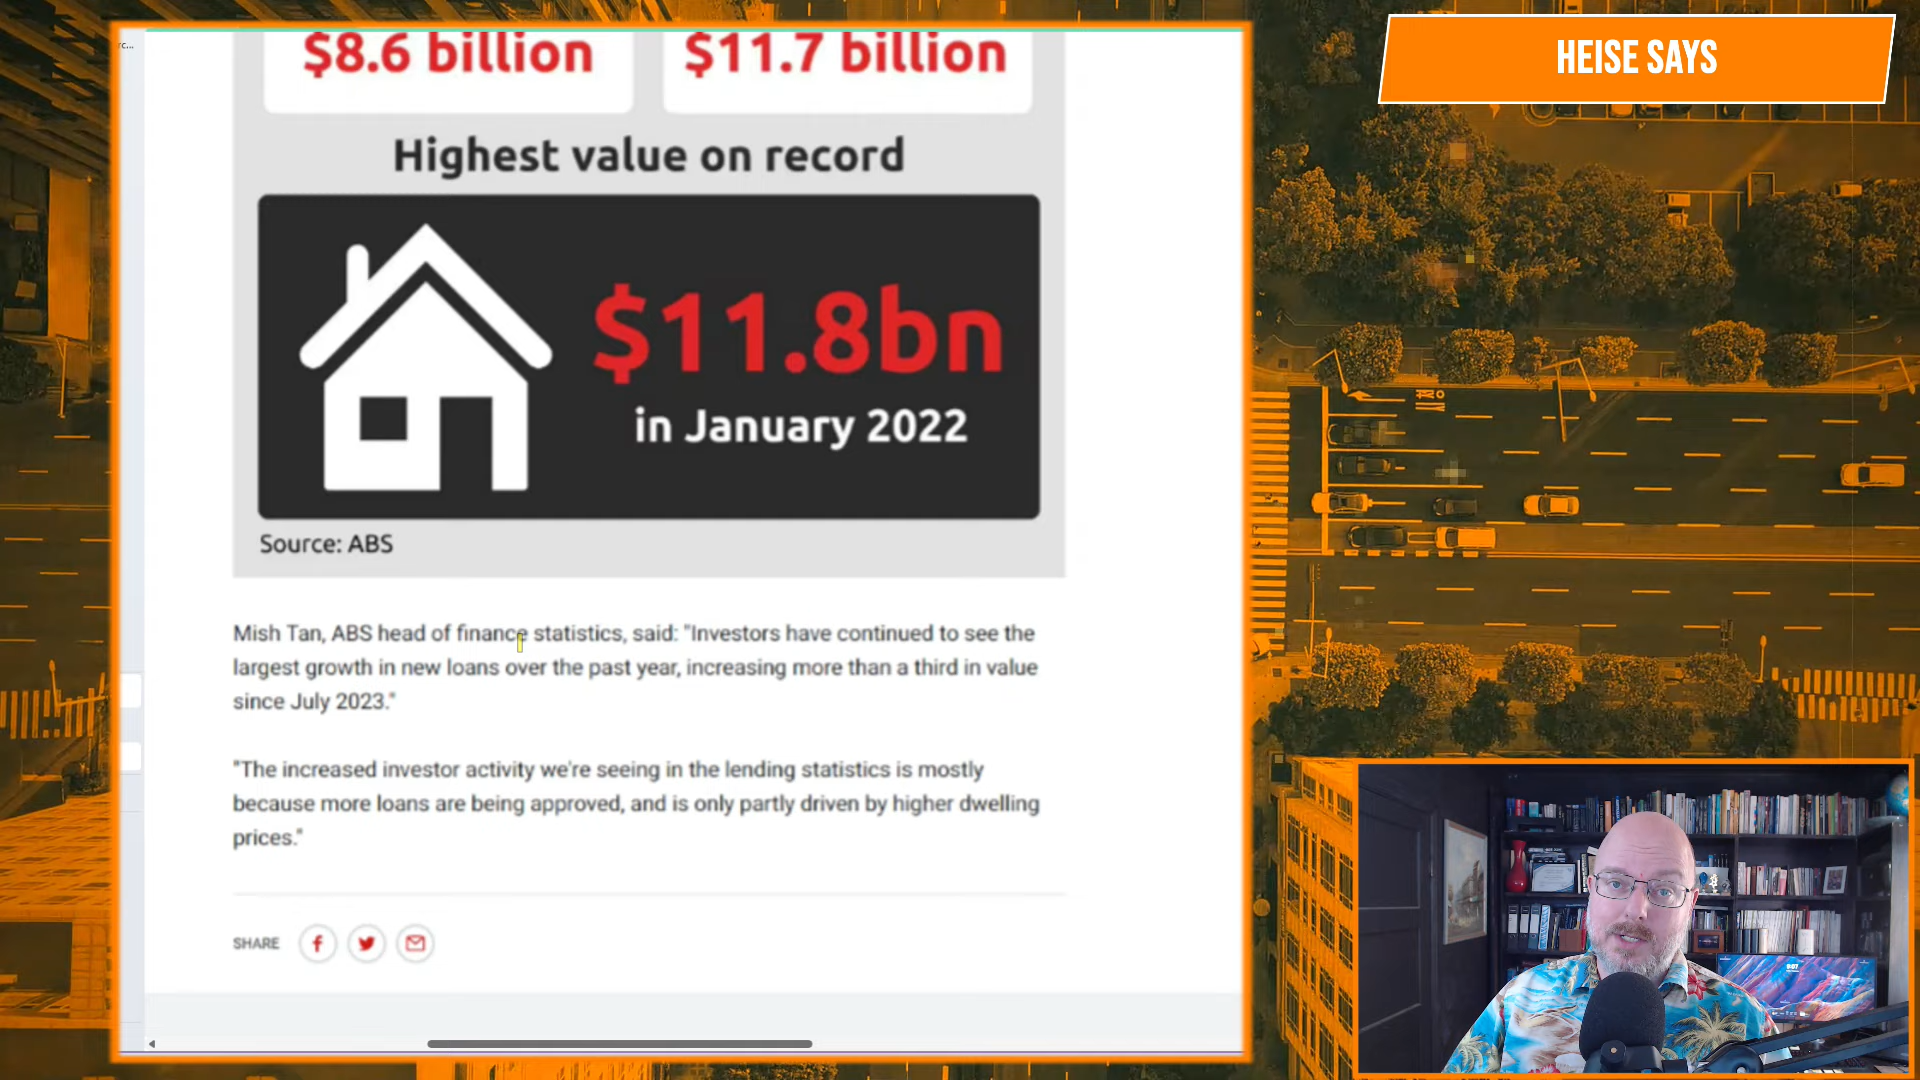 rc...
HEISE SAYS
$8.6 billion
$11.7 billion
Highest value on record
$11.8bn
in January 2022
Source: ABS
Mish Tan, ABS head of finance statistics, said: "Investors have continued to see the
largest growth in new loans over the past year, increasing more than a third in value
since July 2023."
"The increased investor activity we're seeing in the lending statistics is mostly
because more loans are being approved, and is only partly driven by higher dwelling
prices."
SHARE